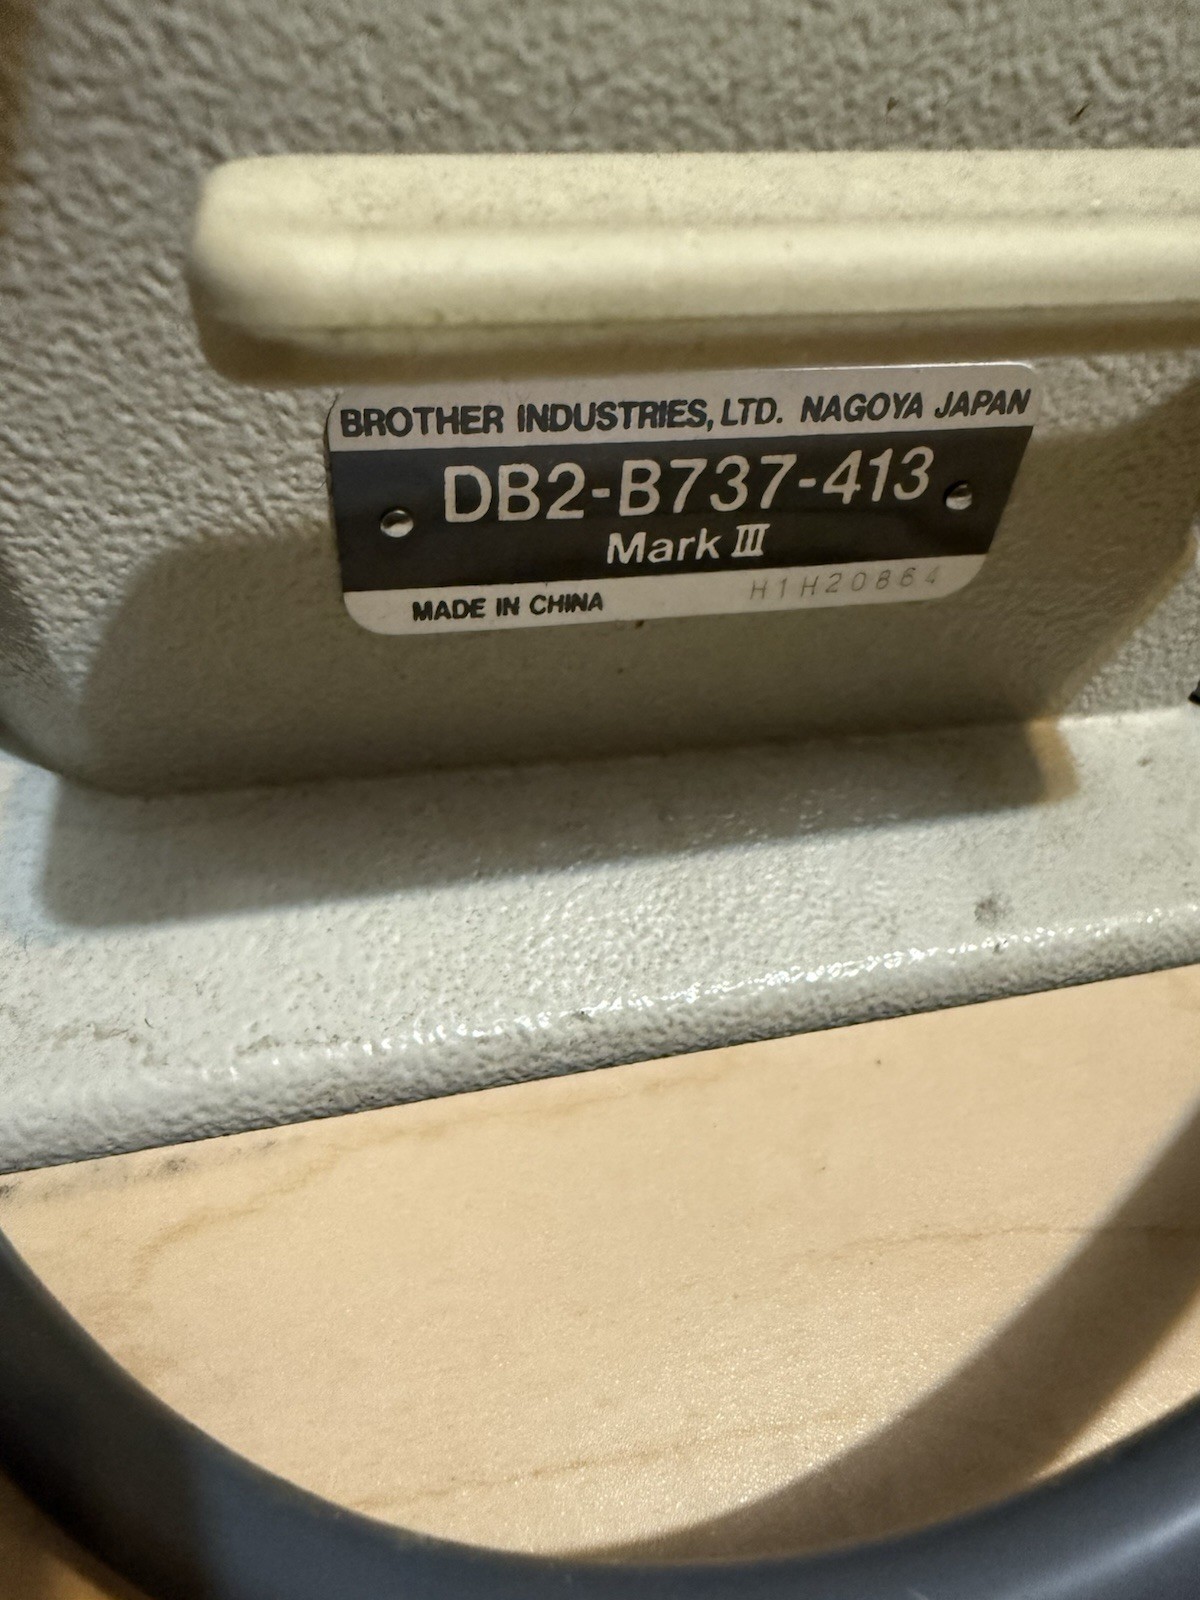 BROTHER INDUSTRIES, LTD. NAGOYA JAPAN
DB2-B737-413
Mark III
MADE IN CHINA H1H20864